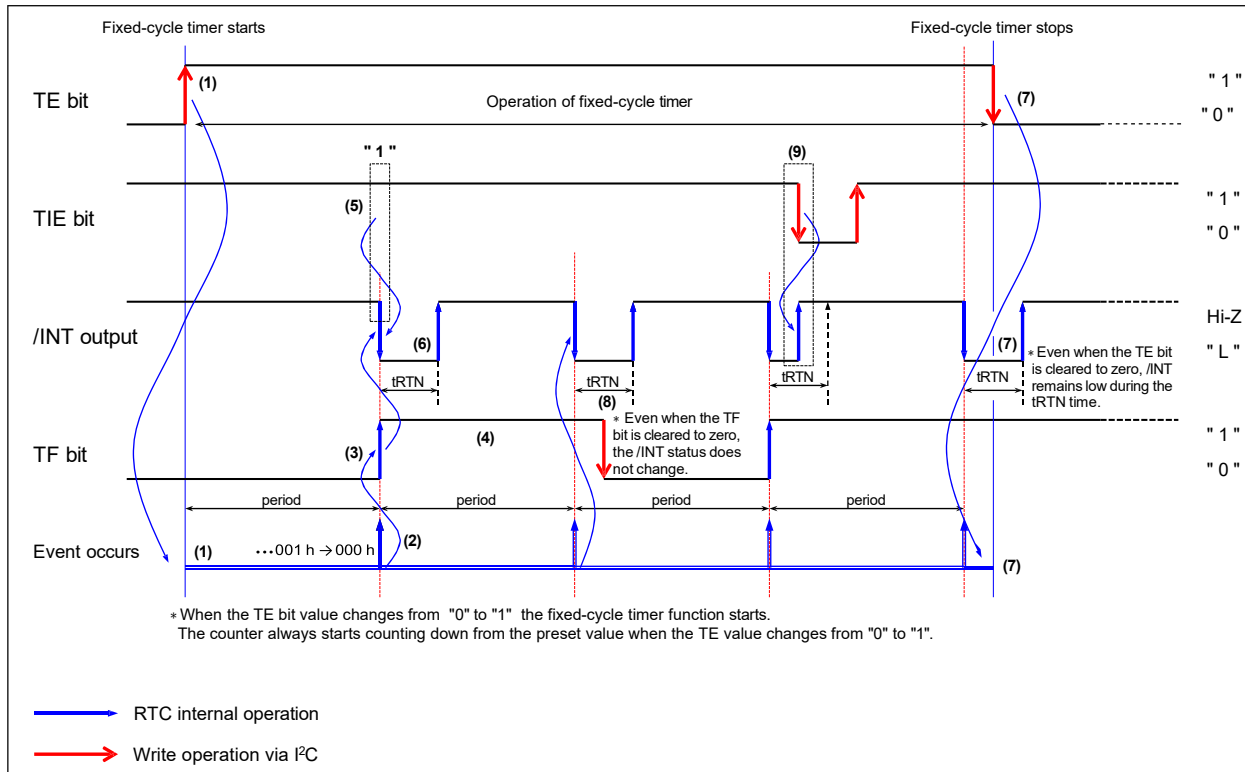 Fixed-cycle timer starts
Fixed-cycle timer stops
TE bit
(1)
Operation of fixed-cycle timer
(7)
" 1 "
" 0 "
" 1 "
(9)
TIE bit
(5)
" 1 "
" 0 "
/INT output
(6)
(7)
Hi-Z
" L "
tRTN
tRTN
tRTN
tRTN
* Even when the TE bit
is cleared to zero, /INT
remains low during the
tRTN time.
(8)
* Even when the TF
bit is cleared to zero,
the /INT status does
not change.
TF bit
(3)
(4)
" 1 "
" 0 "
period
period
period
period
Event occurs
(1)
•••001 h → 000 h
(2)
(7)
* When the TE bit value changes from "0" to "1" the fixed-cycle timer function starts.
The counter always starts counting down from the preset value when the TE value changes from "0" to "1".
RTC internal operation
Write operation via I²C